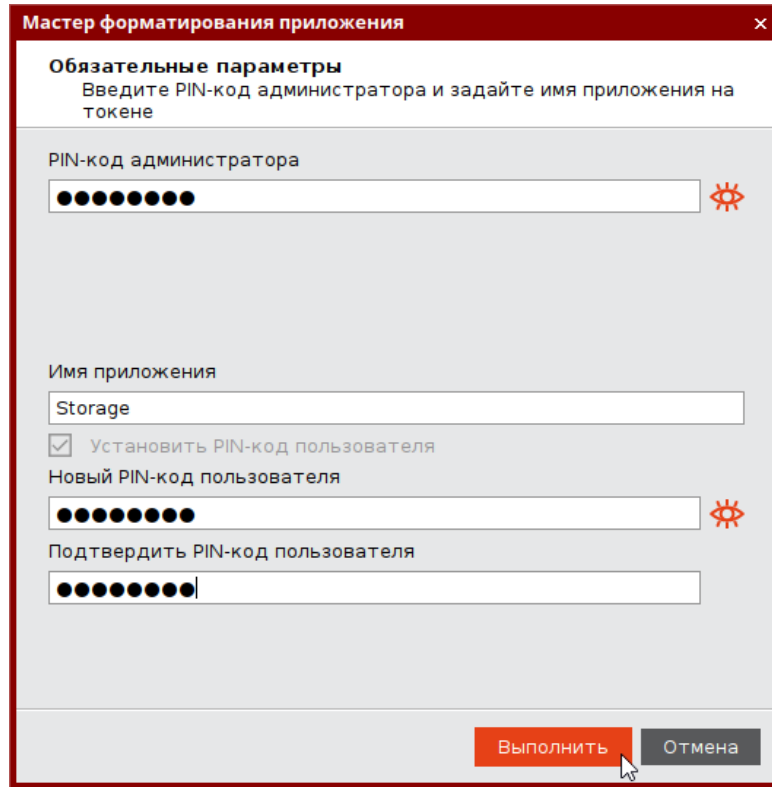 Мастер форматирования приложения
Обязательные параметры
Введите PIN-код администратора и задайте имя приложения на
токене
PIN-код администратора
●●●●●●●●
Имя приложения
Storage
Установить PIN-код пользователя
Новый PIN-код пользователя
●●●●●●●●
Подтвердить PIN-код пользователя
●●●●●●●●
Выполнить Отмена